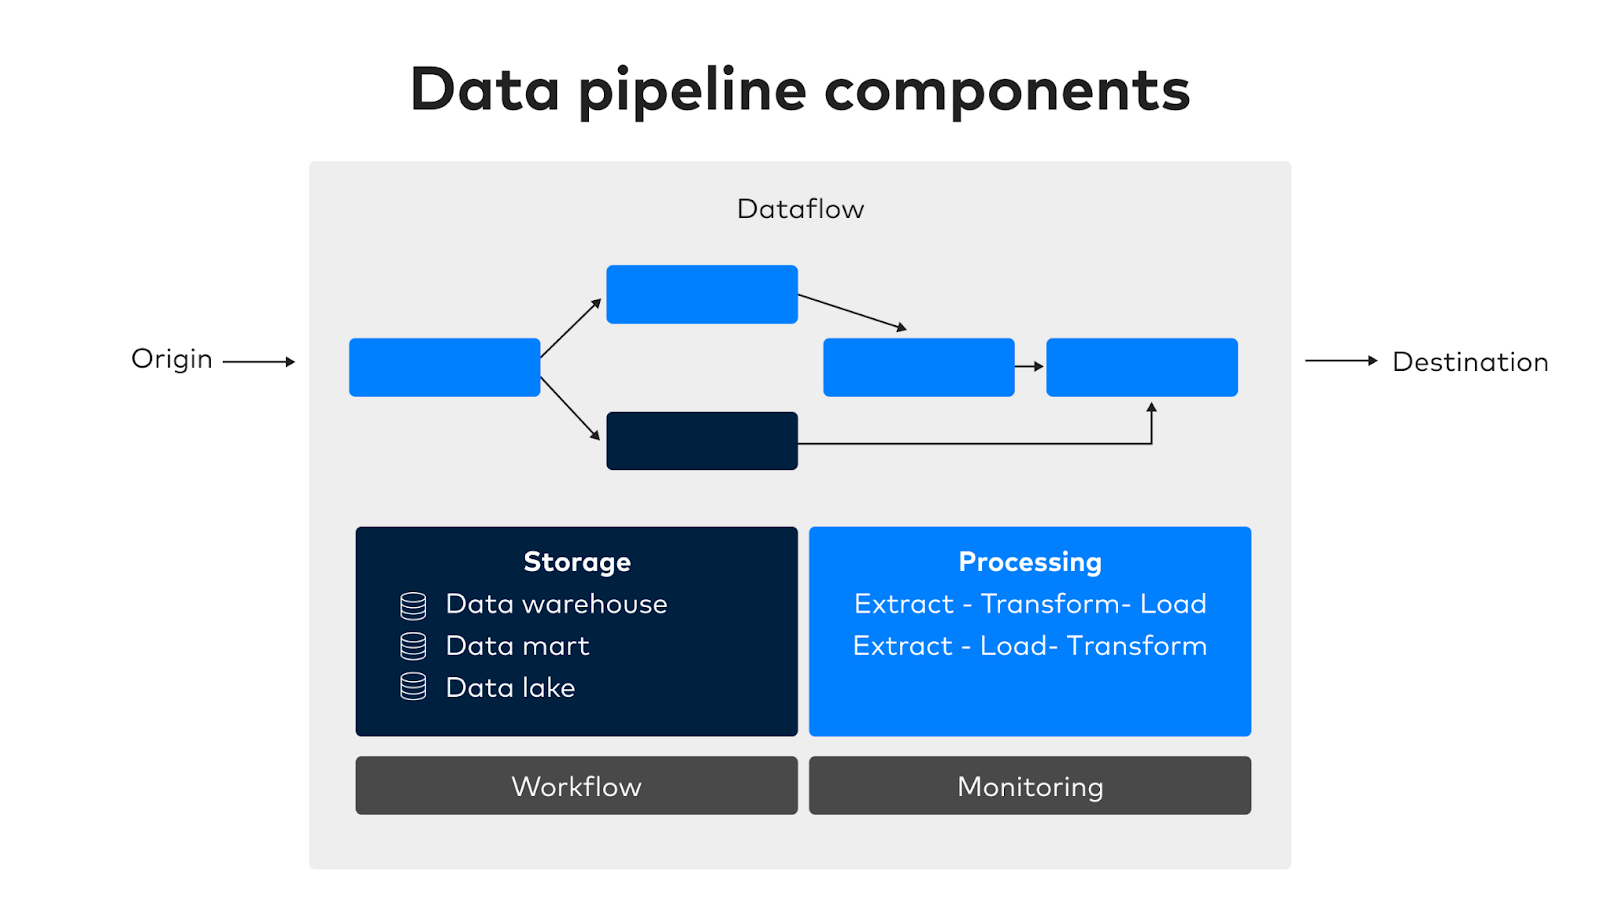 Data pipeline components
Dataflow
Origin
Destination
Storage
Data warehouse
Data mart
Data lake
Processing
Extract - Transform- Load
Extract - Load- Transform
Workflow
Monitoring